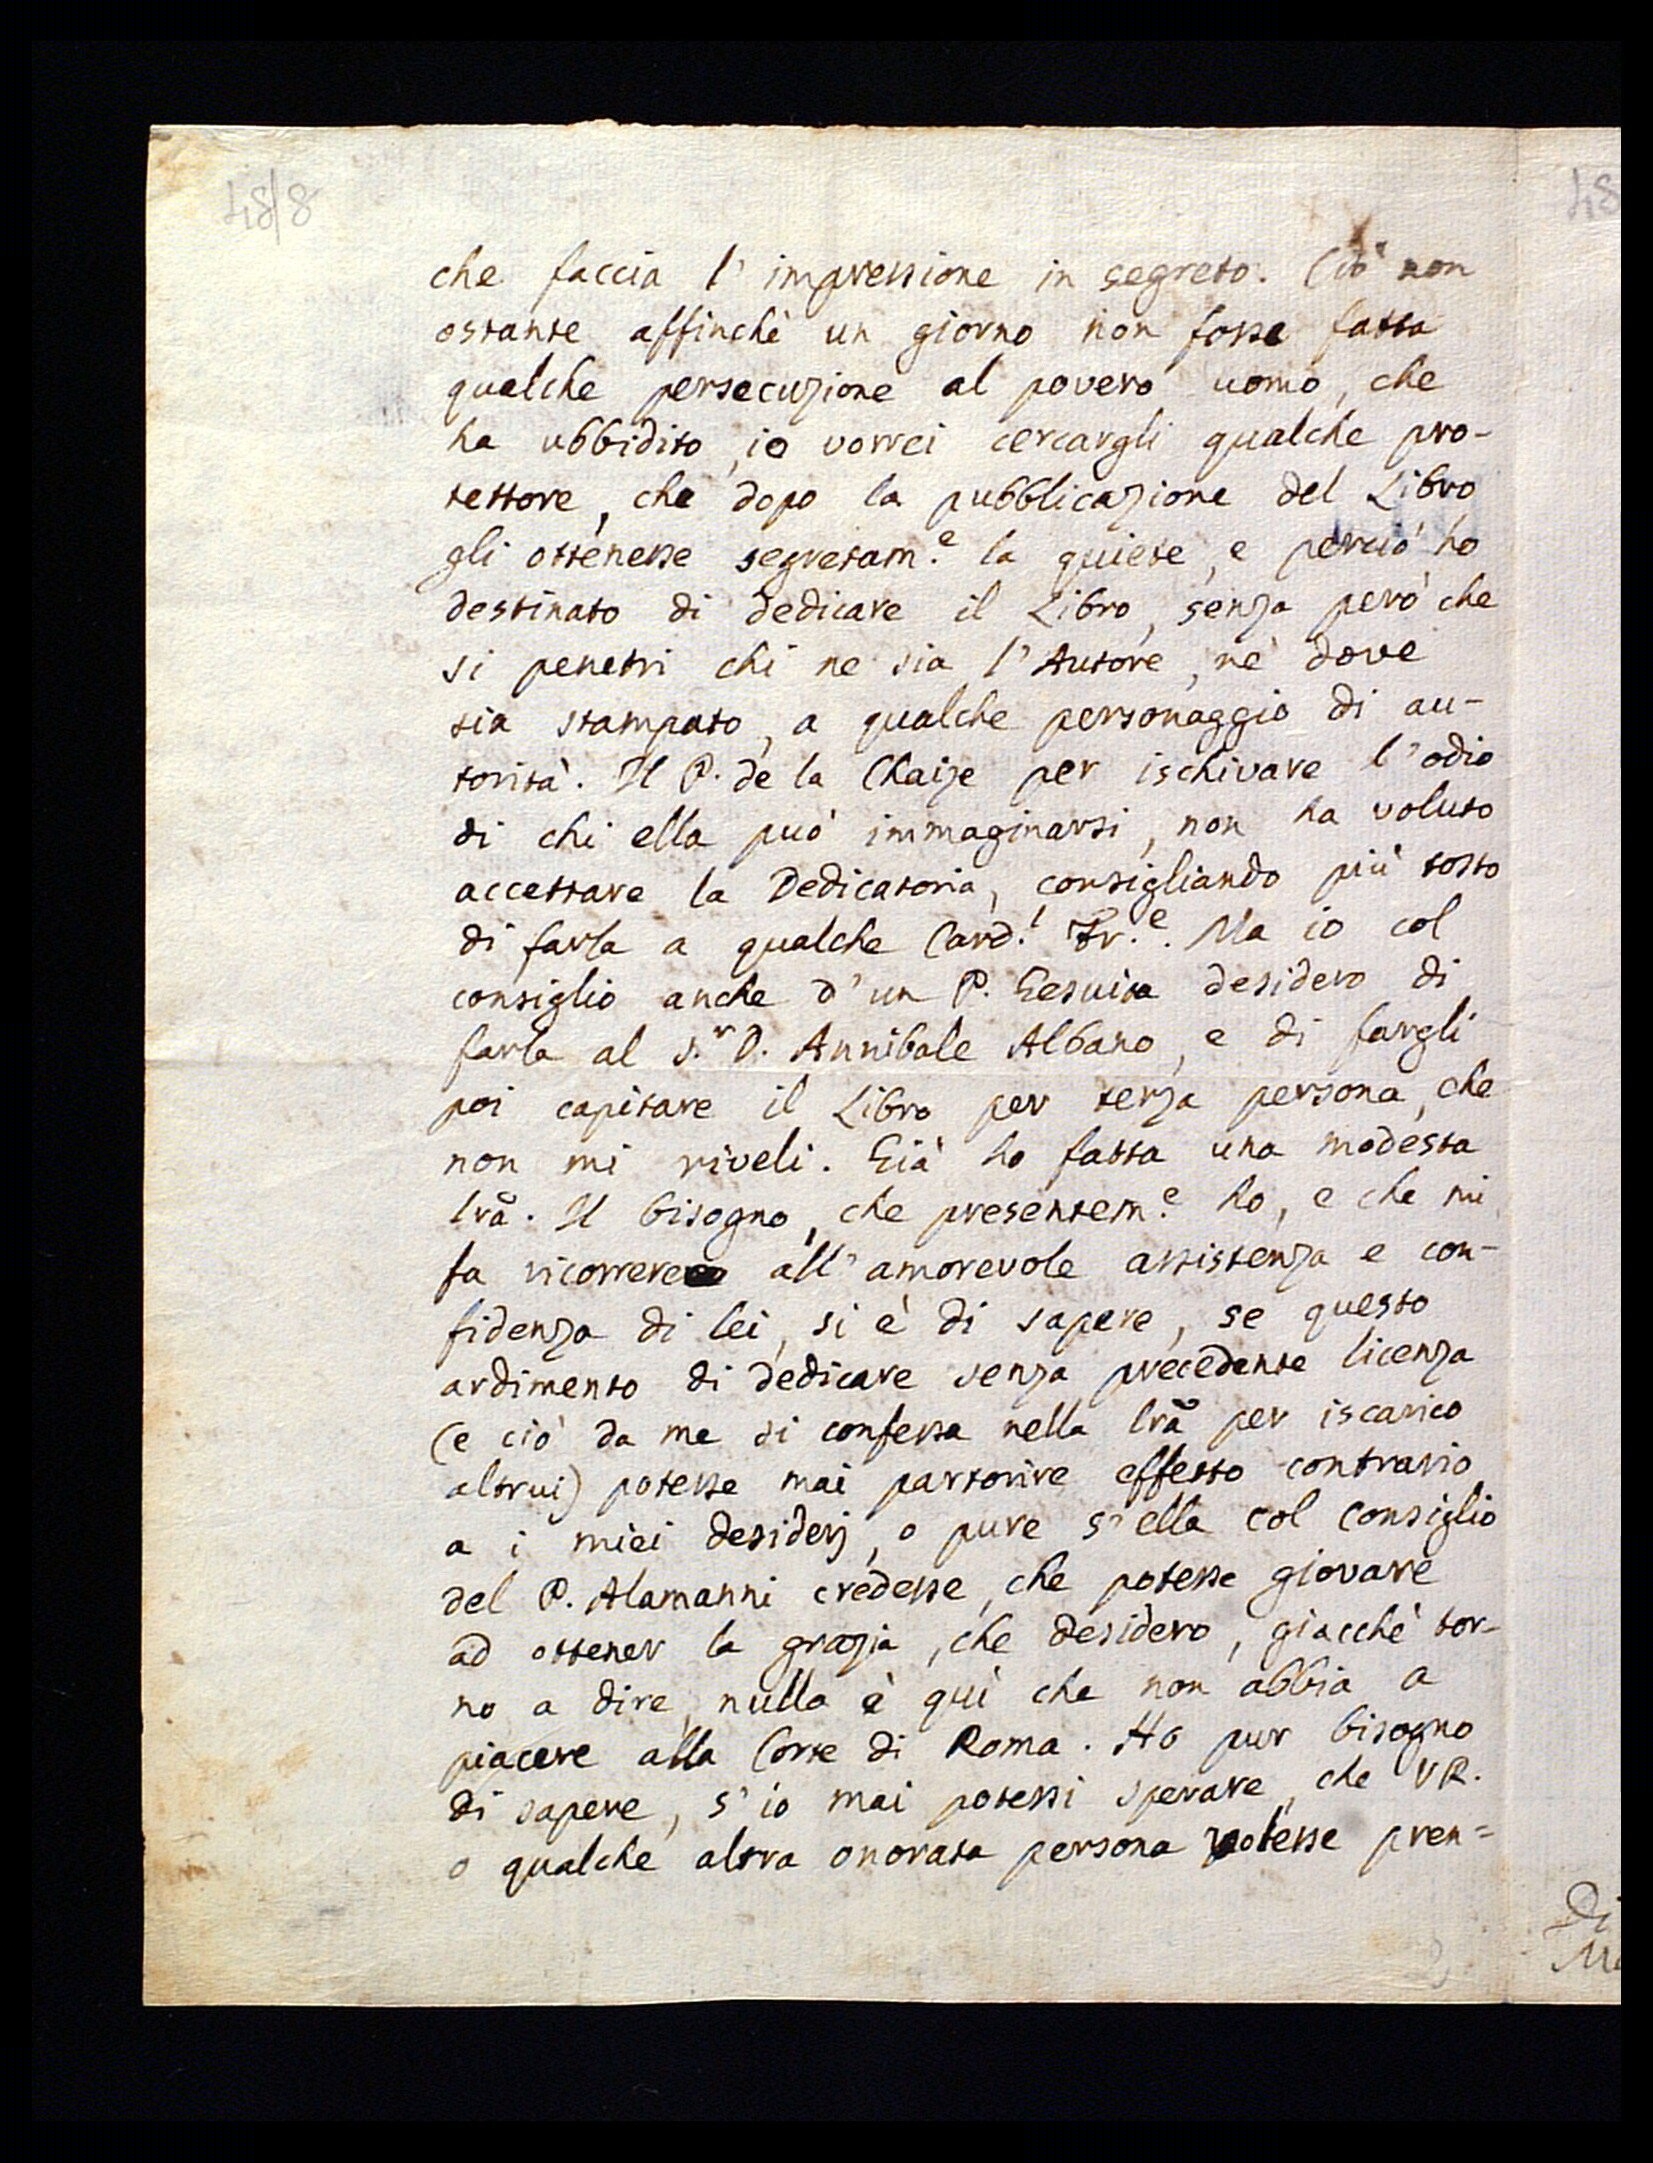 48/8
48
che faccia l' impressione in segreto. Ciò non
ostante affinchè un giorno non fosse fatta
qualche persecuzione al povero uomo, che
ha ubbidito, io vorrei cercargli qualche pro-
tettore, che dopo la pubblicazione del Libro
gli ottenesse segretam.e la quiete, e perciò ho
destinato di dedicare il Libro, senza però che
si penetri chi ne sia l'Autore, nè dove
sia stampato, a qualche personaggio di au-
torità. Il P. de la Chaize per ischivare l'odio
di chi ella può immaginarsi, non ha voluto
accettare la Dedicatoria, consigliando più tosto
di farla a qualche Card.l Fr.e. Ma io col
consiglio anche d'un P. Gesuita desidero di
farla al S.r D. Annibale Albano, e di fargli
poi capitare il Libro per terza persona, che
non mi riveli. Già ho fatta una modesta
lrã. Il bisogno, che presentem.e ho, e che mi
fa ricorrere all'amorevole assistenza e con-
fidenza di lei, si è di sapere, se questo
ardimento di dedicare senza precedente licenza
(e ciò da me si confessa nella lrã per iscarico
altrui) potesse mai partorire effetto contrario
a i miei desiderj, o pure s'ella col consiglio
del P. Alamanni credesse, che potesse giovare
ad ottener la grazia, che desidero, giacchè tor-
no a dire, nulla è quì che non abbia a
piacere alla Corte di Roma. Ho pur bisogno
di sapere, s'io mai potessi sperare, che VR.
o qualche altra onorata persona potesse pren=
Di